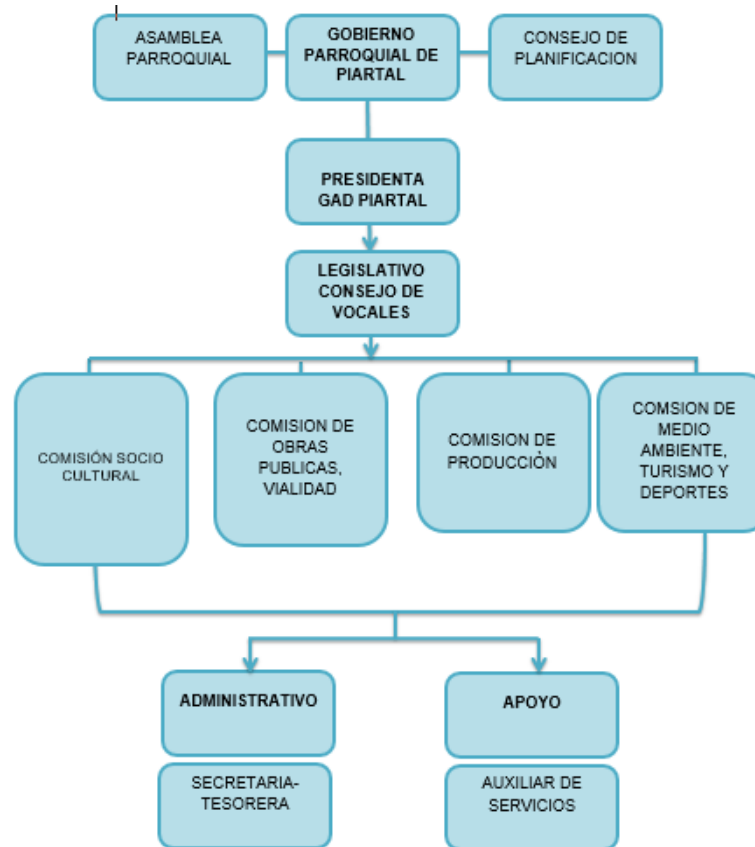 ASAMBLEA
PARROQUIAL
GOBIERNO
PARROQUIAL DE
PIARTAL
CONSEJO DE
PLANIFICACION
PRESIDENTA
GAD PIARTAL
LEGISLATIVO
CONSEJO DE
VOCALES
COMISIÓN SOCIO
CULTURAL
COMISION DE
OBRAS
PUBLICAS,
VIALIDAD
COMISION DE
PRODUCCIÒN
COMSION DE
MEDIO
AMBIENTE,
TURISMO Y
DEPORTES
ADMINISTRATIVO
APOYO
SECRETARIA-
TESORERA
AUXILIAR DE
SERVICIOS